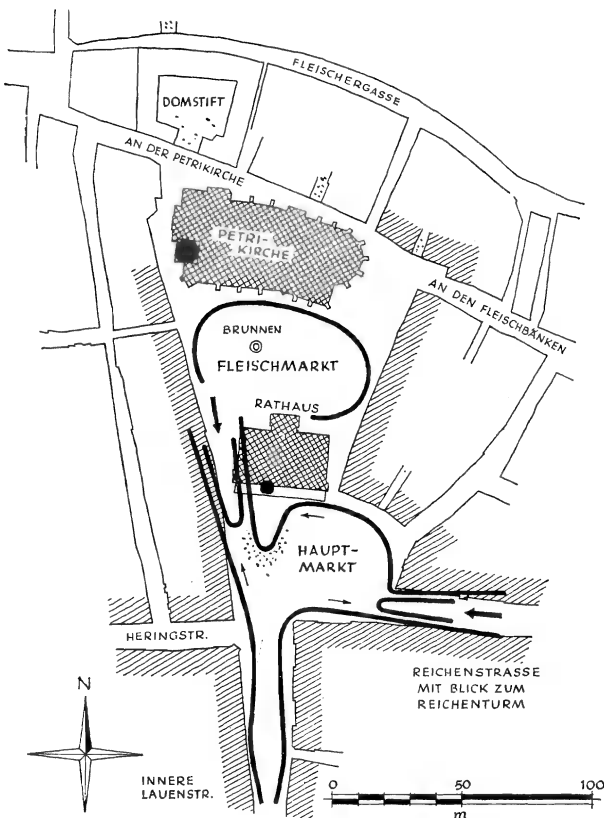 FLEISCHERGASSE
DOMSTIFT
AN DER PETRIKIRCHE
PETRI-
KIRCHE
AN DEN FLEISCHBÄNKEN
BRUNNEN
FLEISCHMARKT
RATHAUS
HAUPT-
MARKT
HERINGSTR.
REICHENSTRASSE
MIT BLICK ZUM
REICHENTURM
N
INNERE
LAUENSTR.
0 50 100
m